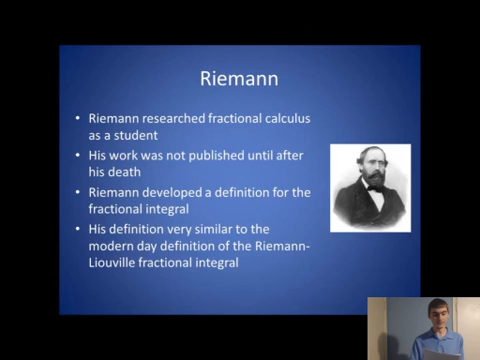 Riemann
• Riemann researched fractional calculus
as a student
• His work was not published until after
his death
• Riemann developed a definition for the
fractional integral
• His definition very similar to the
modern day definition of the Riemann-
Liouville fractional integral